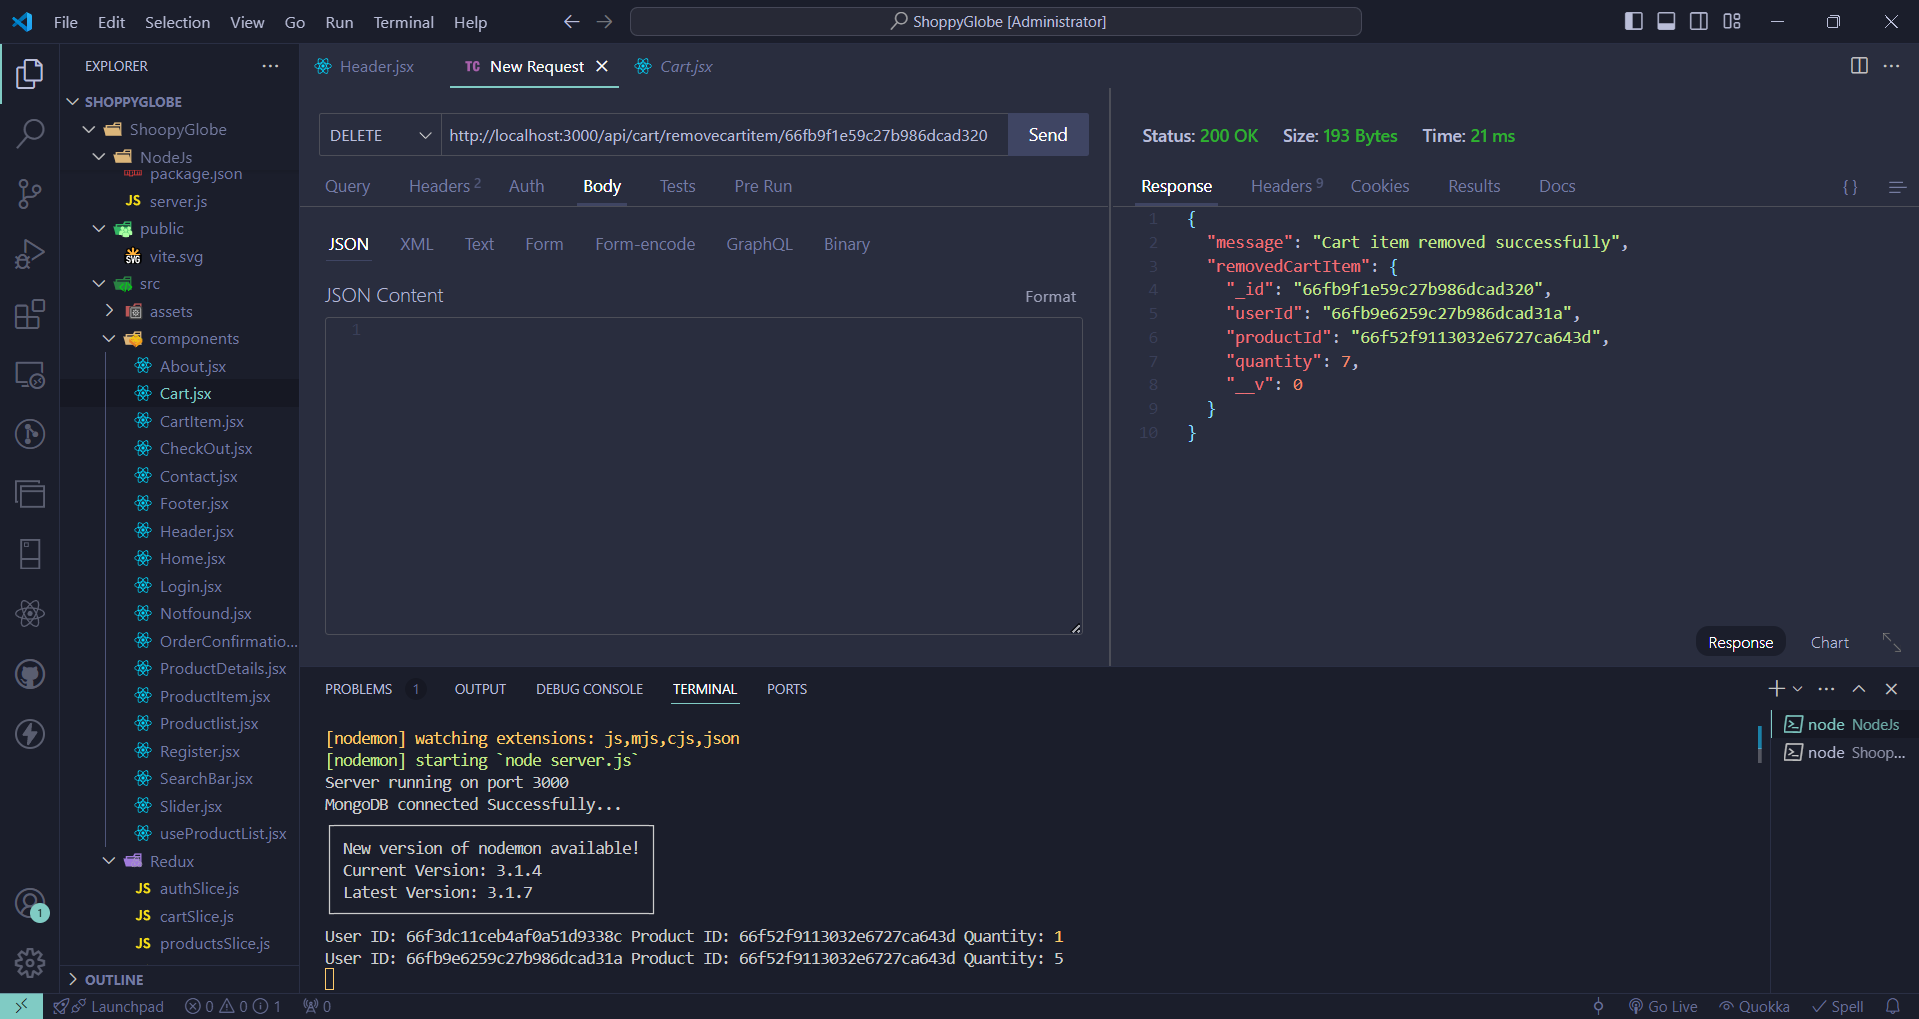 File Edit Selection View Go Run Terminal Help
ShoppyGlobe [Administrator]
EXPLORER
SHOPPYGLOBE
ShoopyGlobe
NodeJs
package.json
JS server.js
public
SVG vite.svg
src
assets
components
About.jsx
Cart.jsx
CartItem.jsx
CheckOut.jsx
Contact.jsx
Footer.jsx
Header.jsx
Home.jsx
Login.jsx
Notfound.jsx
OrderConfirmatio...
ProductDetails.jsx
ProductItem.jsx
Productlist.jsx
Register.jsx
SearchBar.jsx
Slider.jsx
useProductList.jsx
Redux
JS authSlice.js
JS cartSlice.js
JS productsSlice.js
OUTLINE
1
Header.jsx TC New Request Cart.jsx
DELETE http://localhost:3000/api/cart/removecartitem/66fb9f1e59c27b986dcad320 Send
Query Headers 2 Auth Body Tests Pre Run
JSON XML Text Form Form-encode GraphQL Binary
JSON Content Format
1
Status: 200 OK Size: 193 Bytes Time: 21 ms
Response Headers 9 Cookies Results Docs { }
1 {
2 "message": "Cart item removed successfully",
3 "removedCartItem": {
4 "_id": "66fb9f1e59c27b986dcad320",
5 "userId": "66fb9e6259c27b986dcad31a",
6 "productId": "66f52f9113032e6727ca643d",
7 "quantity": 7,
8 "__v": 0
9 }
10 }
Response Chart
PROBLEMS 1 OUTPUT DEBUG CONSOLE TERMINAL PORTS
[nodemon] watching extensions: js,mjs,cjs,json
[nodemon] starting `node server.js`
Server running on port 3000
MongoDB connected Successfully...
New version of nodemon available!
Current Version: 3.1.4
Latest Version: 3.1.7
User ID: 66f3dc11ceb4af0a51d9338c Product ID: 66f52f9113032e6727ca643d Quantity: 1
User ID: 66fb9e6259c27b986dcad31a Product ID: 66f52f9113032e6727ca643d Quantity: 5
node NodeJs
node Shoop...
Launchpad 0 0 1 0 Go Live Quokka Spell